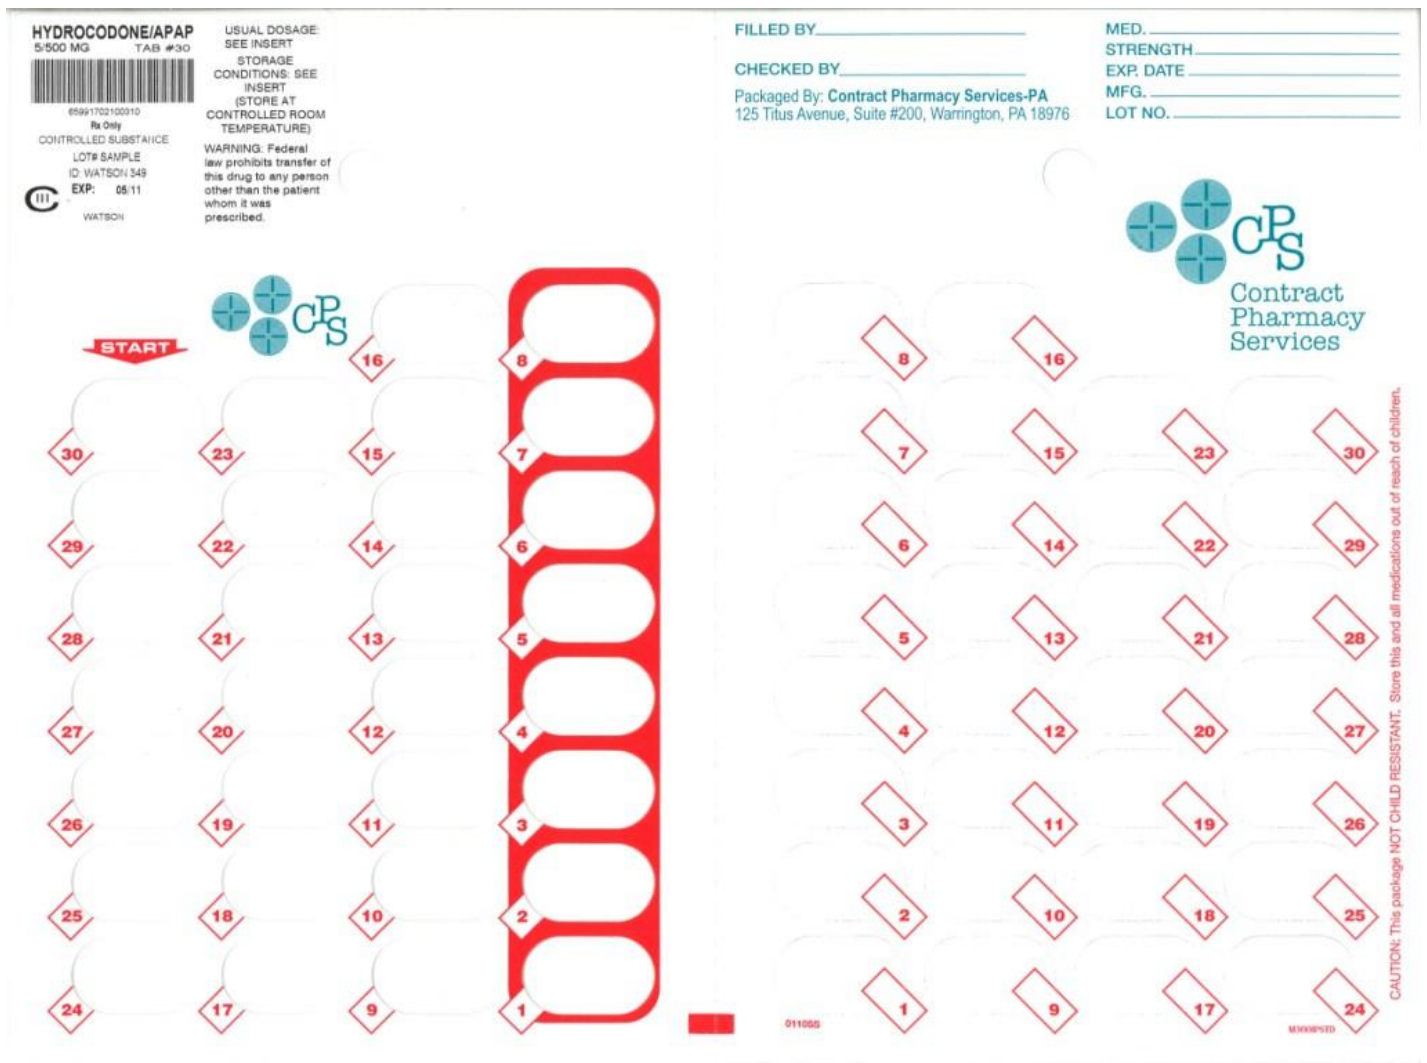 HYDROCODONE/APAP
5/500 MG TAB #30
65991702100310
Rx Only
CONTROLLED SUBSTANCE
LOT# SAMPLE
ID: WATSON 349
CIII
EXP: 05/11
WATSON
USUAL DOSAGE:
SEE INSERT
STORAGE
CONDITIONS: SEE
INSERT
(STORE AT
CONTROLLED ROOM
TEMPERATURE)
WARNING: Federal
law prohibits transfer of
this drug to any person
other than the patient
whom it was
prescribed.
CPS
START
16 8
30 23 15 7
29 22 14 6
28 21 13 5
27 20 12 4
26 19 11 3
25 18 10 2
24 17 9 1
FILLED BY
CHECKED BY
Packaged By: Contract Pharmacy Services-PA
125 Titus Avenue, Suite #200, Warrington, PA 18976
MED.
STRENGTH
EXP. DATE
MFG.
LOT NO.
CPS
Contract
Pharmacy
Services
8 16
7 15 23 30
6 14 22 29
5 13 21 28
4 12 20 27
3 11 19 26
2 10 18 25
1 9 17 24
0110SS
CAUTION: This package NOT CHILD RESISTANT. Store this and all medications out of reach of children.